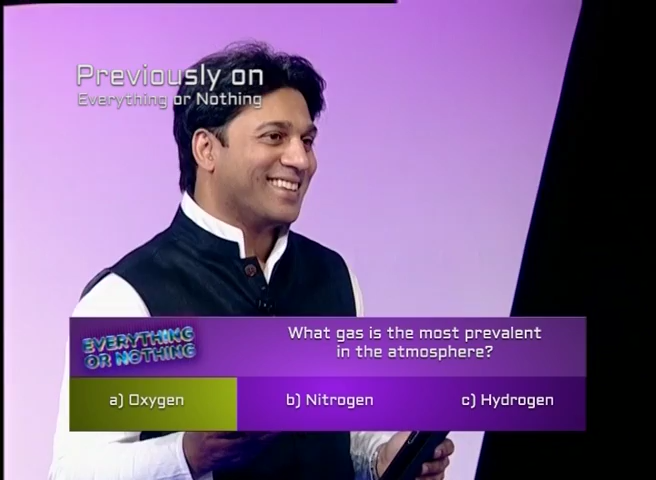 Previously on
Everything or Nothing
EVERYTHING
OR NOTHING
What gas is the most prevalent
in the atmosphere?
a) Oxygen
b) Nitrogen
c) Hydrogen